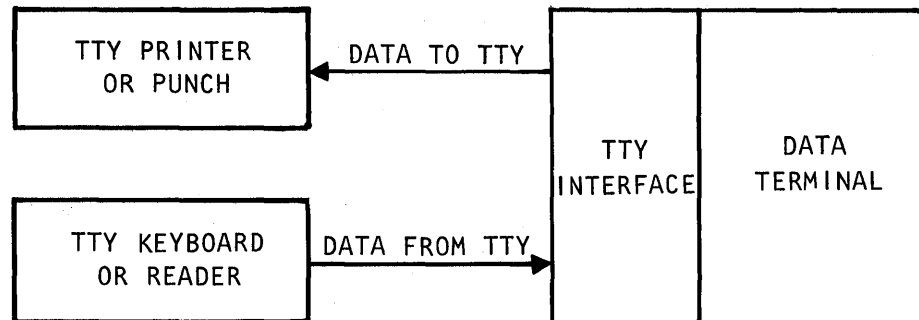 TTY PRINTER
OR PUNCH
DATA TO TTY
TTY
INTERFACE
DATA
TERMINAL
TTY KEYBOARD
OR READER
DATA FROM TTY